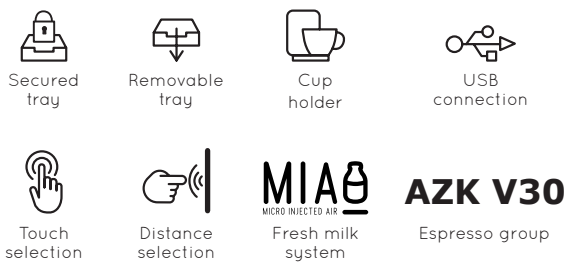 Secured
tray
Removable
tray
Cup
holder
USB
connection
MIA
MICRO INJECTED AIR
AZK V30
Touch
selection
Distance
selection
Fresh milk
system
Espresso group